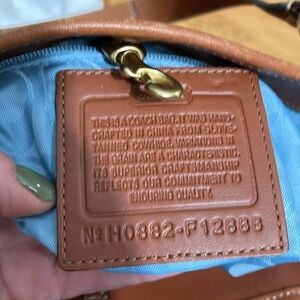 THIS IS A COACH BAG. IT WAS HAND-
CRAFTED IN CHINA FROM GLOVE-
TANNED COWHIDE. VARIATIONS IN
THE GRAIN ARE A CHARACTERISTIC.
ITS SUPERIOR CRAFTSMANSHIP
REFLECTS OUR COMMITMENT TO
ENDURING QUALITY.
Nº H0882-F12888